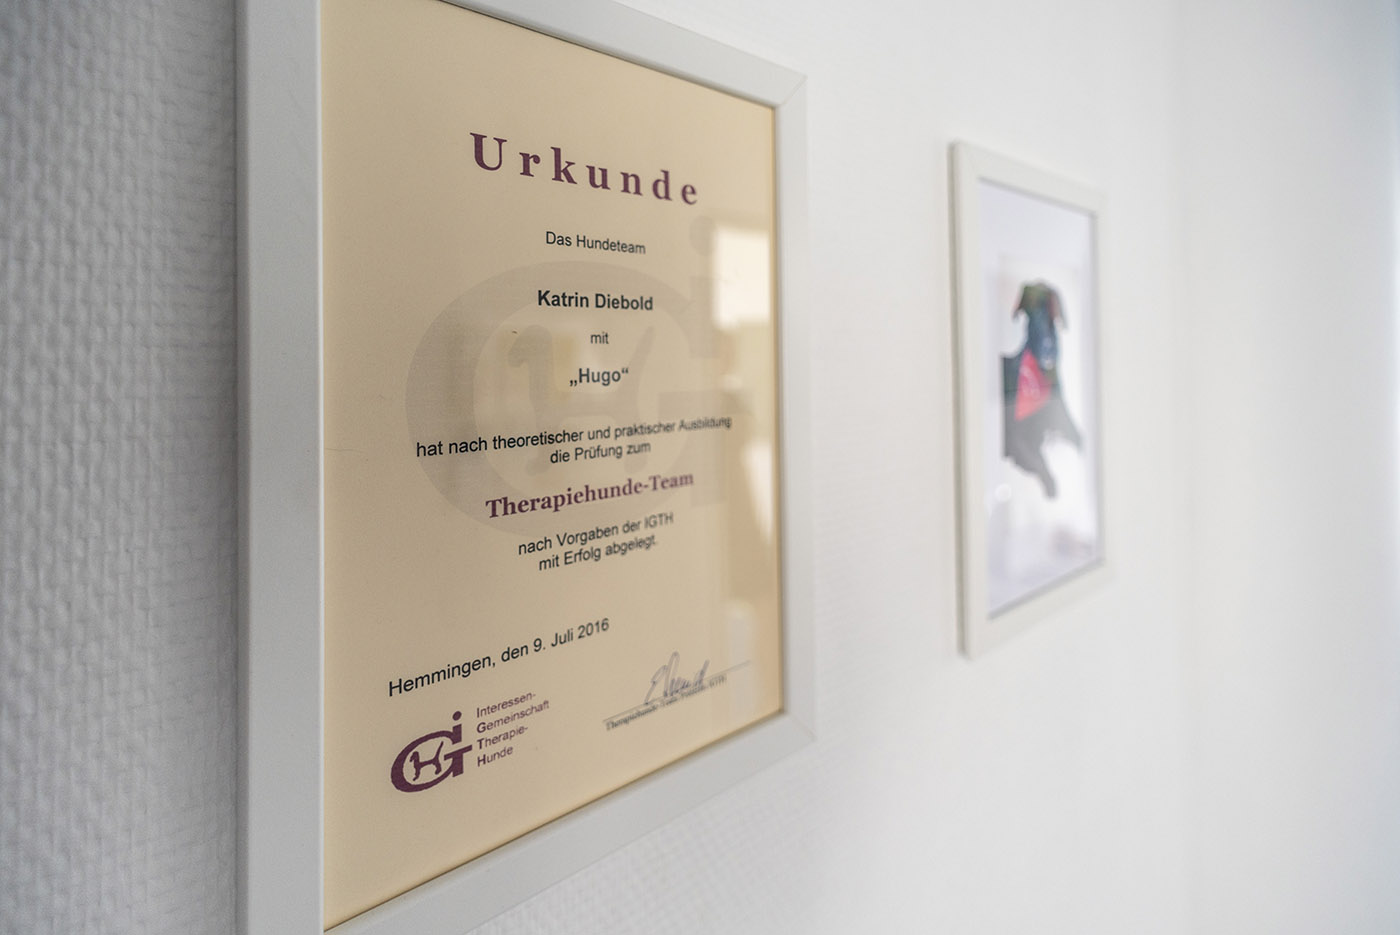 Urkunde
Das Hundeteam
Katrin Diebold
mit
„Hugo“
hat nach theoretischer und praktischer Ausbildung
die Prüfung zum
Therapiehunde-Team
nach Vorgaben der IGTH
mit Erfolg abgelegt.
Hemmingen, den 9. Juli 2016
Interessen-
Gemeinschaft
Therapie-
Hunde